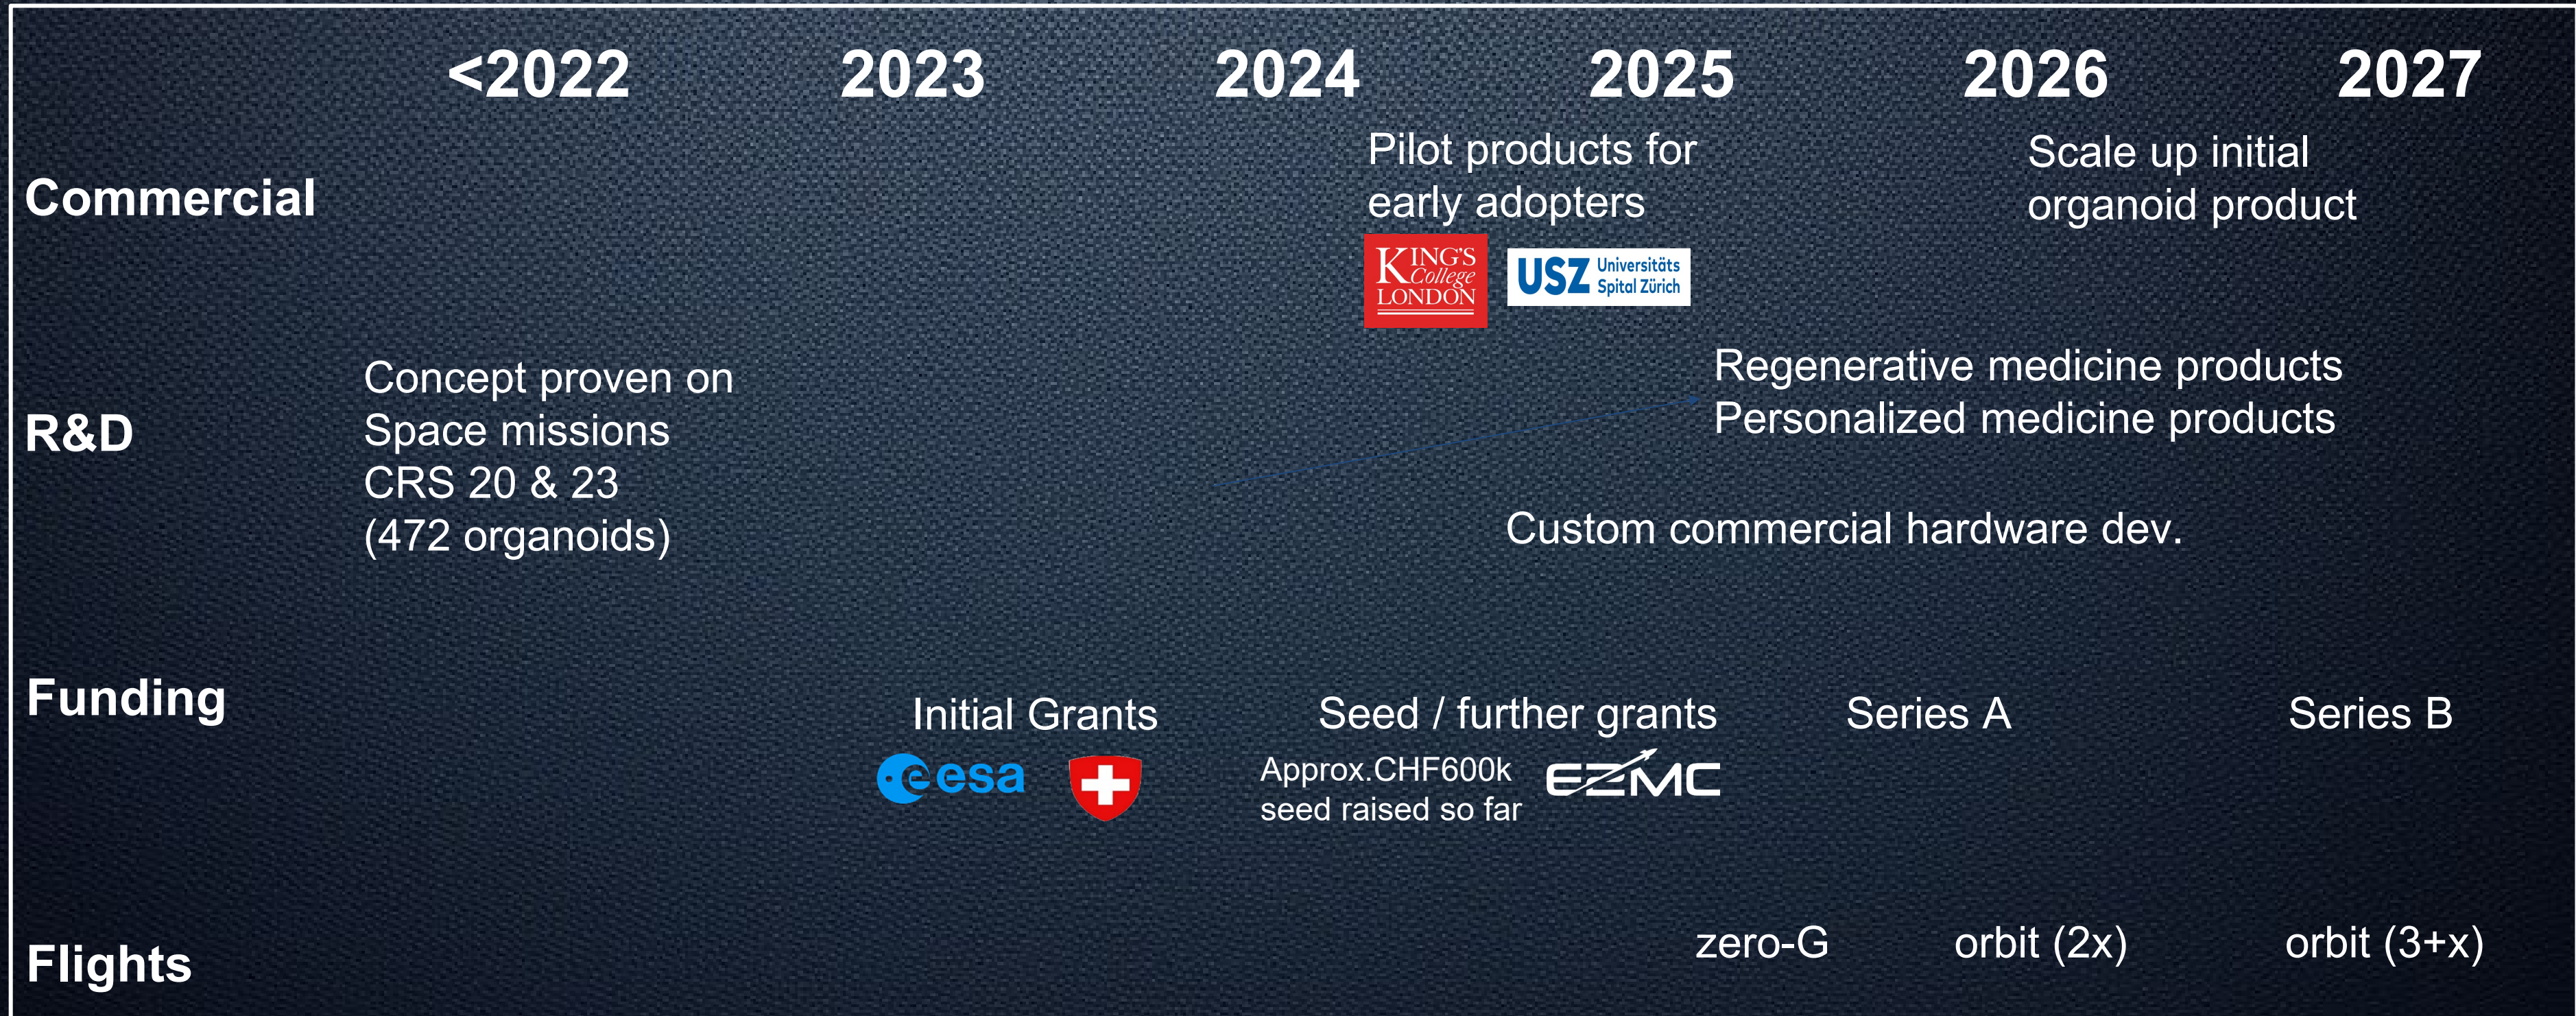 <2022 2023 2024 2025 2026 2027
Commercial
Pilot products for
early adopters
KING'S
College
LONDON
USZ Universitäts
Spital Zürich
Scale up initial
organoid product
R&D
Concept proven on
Space missions
CRS 20 & 23
(472 organoids)
Regenerative medicine products
Personalized medicine products
Custom commercial hardware dev.
Funding
Initial Grants
esa
Seed / further grants
Approx.CHF600k
seed raised so far
EZMC
Series A
Series B
Flights
zero-G
orbit (2x)
orbit (3+x)